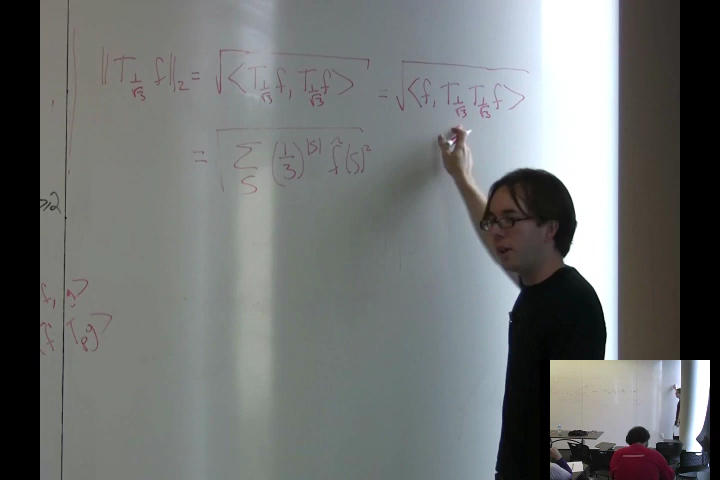 ‖T_{1/√3} f‖₂ = √⟨T_{1/√3} f, T_{1/√3} f⟩ = √⟨f, T_{1/√3} T_{1/√3} f⟩
= √∑_S (1/3)^{|S|} f̂(S)²
f, g⟩
f T_ρ g⟩